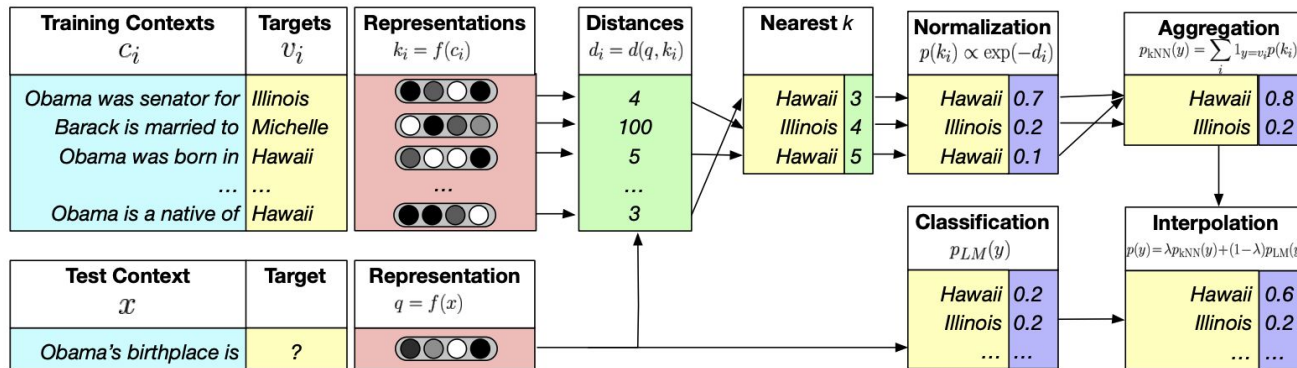 Training Contexts Targets Representations Distances Nearest k Normalization Aggregation
c_i v_i k_i = f(c_i) d_i = d(q, k_i) p(k_i) ∝ exp(−d_i) p_kNN(y) = ∑_i 1_{y=v_i} p(k_i)
Obama was senator for Illinois 4 Hawaii 3 Hawaii 0.7 Hawaii 0.8
Barack is married to Michelle 100 Illinois 4 Illinois 0.2 Illinois 0.2
Obama was born in Hawaii 5 Hawaii 5 Hawaii 0.1
... ... ... ...
Obama is a native of Hawaii 3
Classification Interpolation
p_LM(y) p(y) = λp_kNN(y) + (1−λ)p_LM(y
Test Context Target Representation
x q = f(x)
Hawaii 0.2 Hawaii 0.6
Illinois 0.2 Illinois 0.2
Obama's birthplace is ? ... ... ... ...